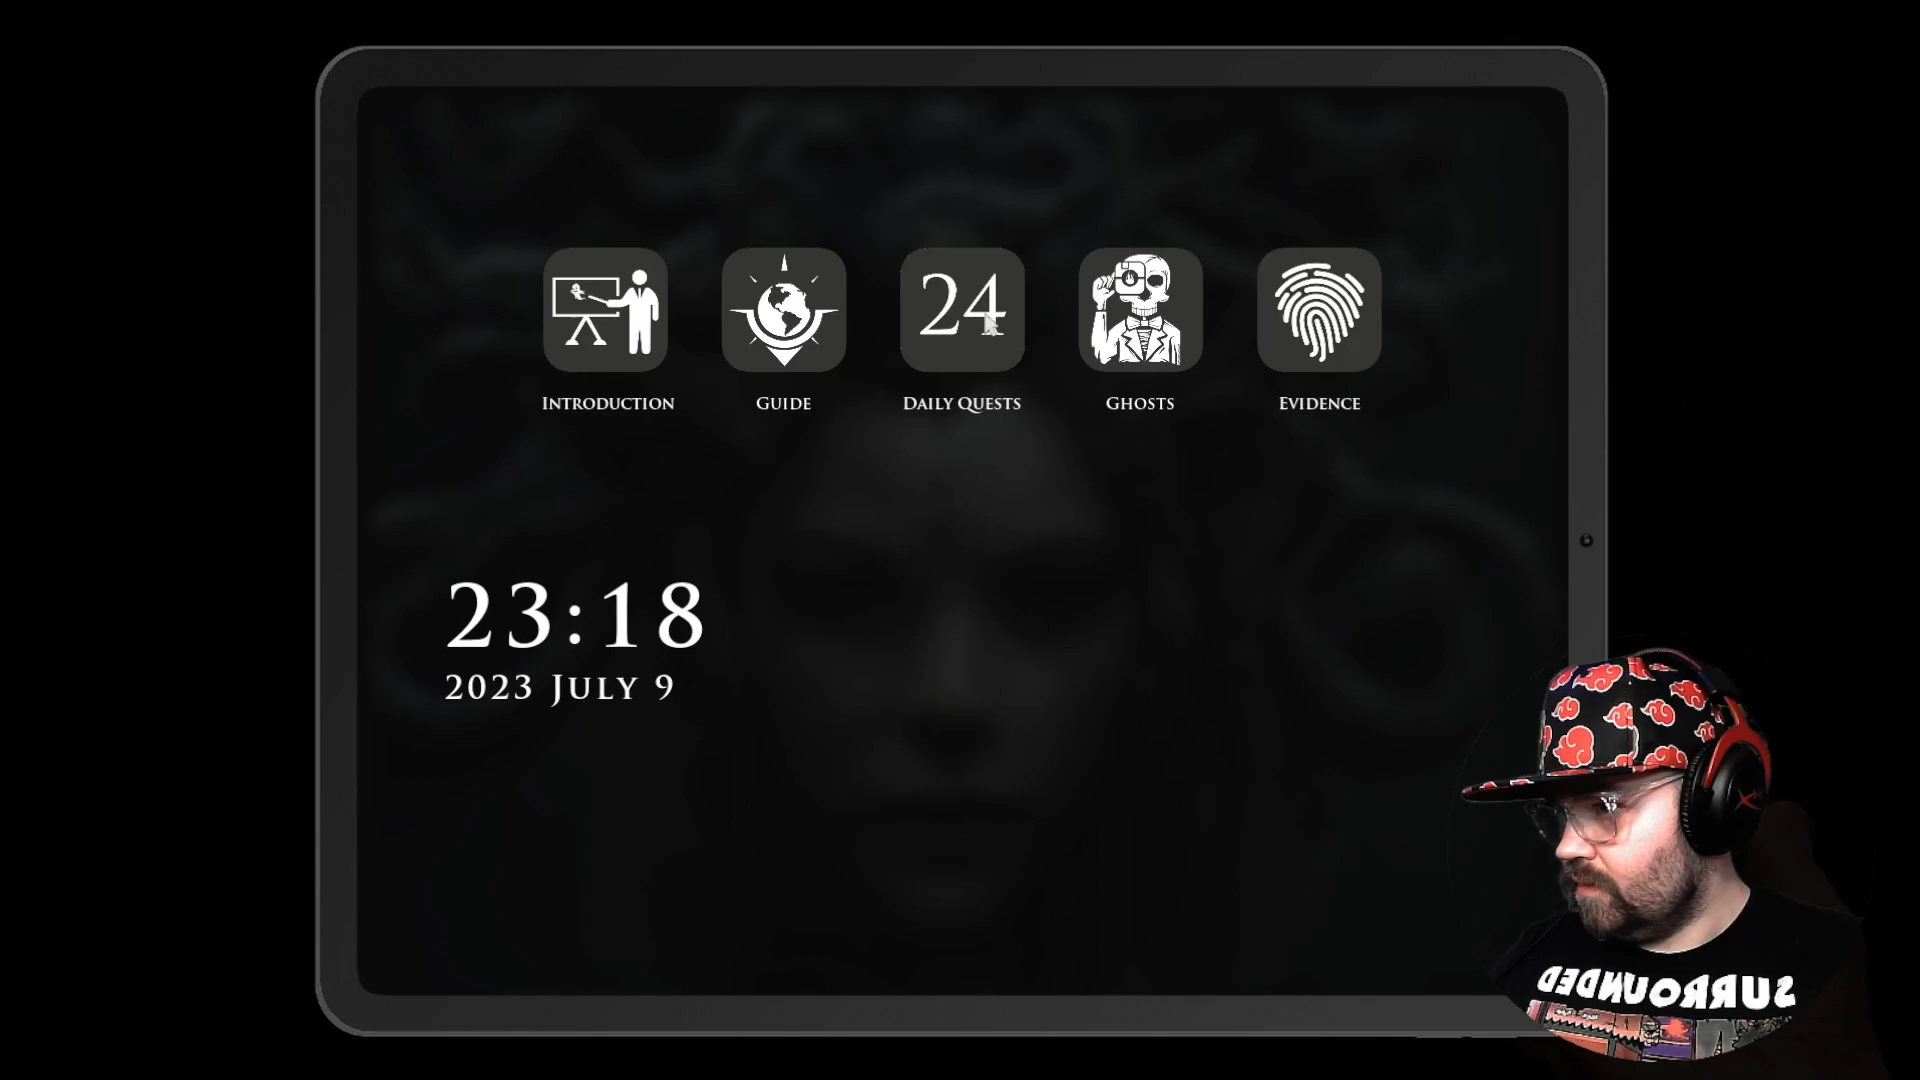 24
INTRODUCTION GUIDE DAILY QUESTS GHOSTS EVIDENCE
23:18
2023 JULY 9
SURROUNDED